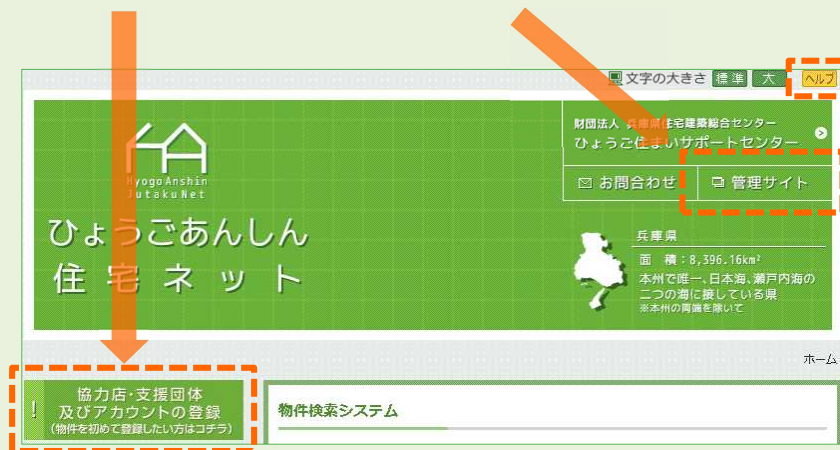 文字の大きさ 標準 大 ヘルプ
財団法人 兵庫県住宅建築総合センター
ひょうご住まいサポートセンター
お問合わせ 管理サイト
Hyogo Anshin
Jutaku Net
ひょうごあんしん
住宅ネット
兵庫県
面 積：8,396.16km²
本州で唯一、日本海、瀬戸内海の
二つの海に接している県
※本州の両端を除いて
ホーム
!
協力店・支援団体
及びアカウントの登録
(物件を初めて登録したい方はコチラ)
物件検索システム